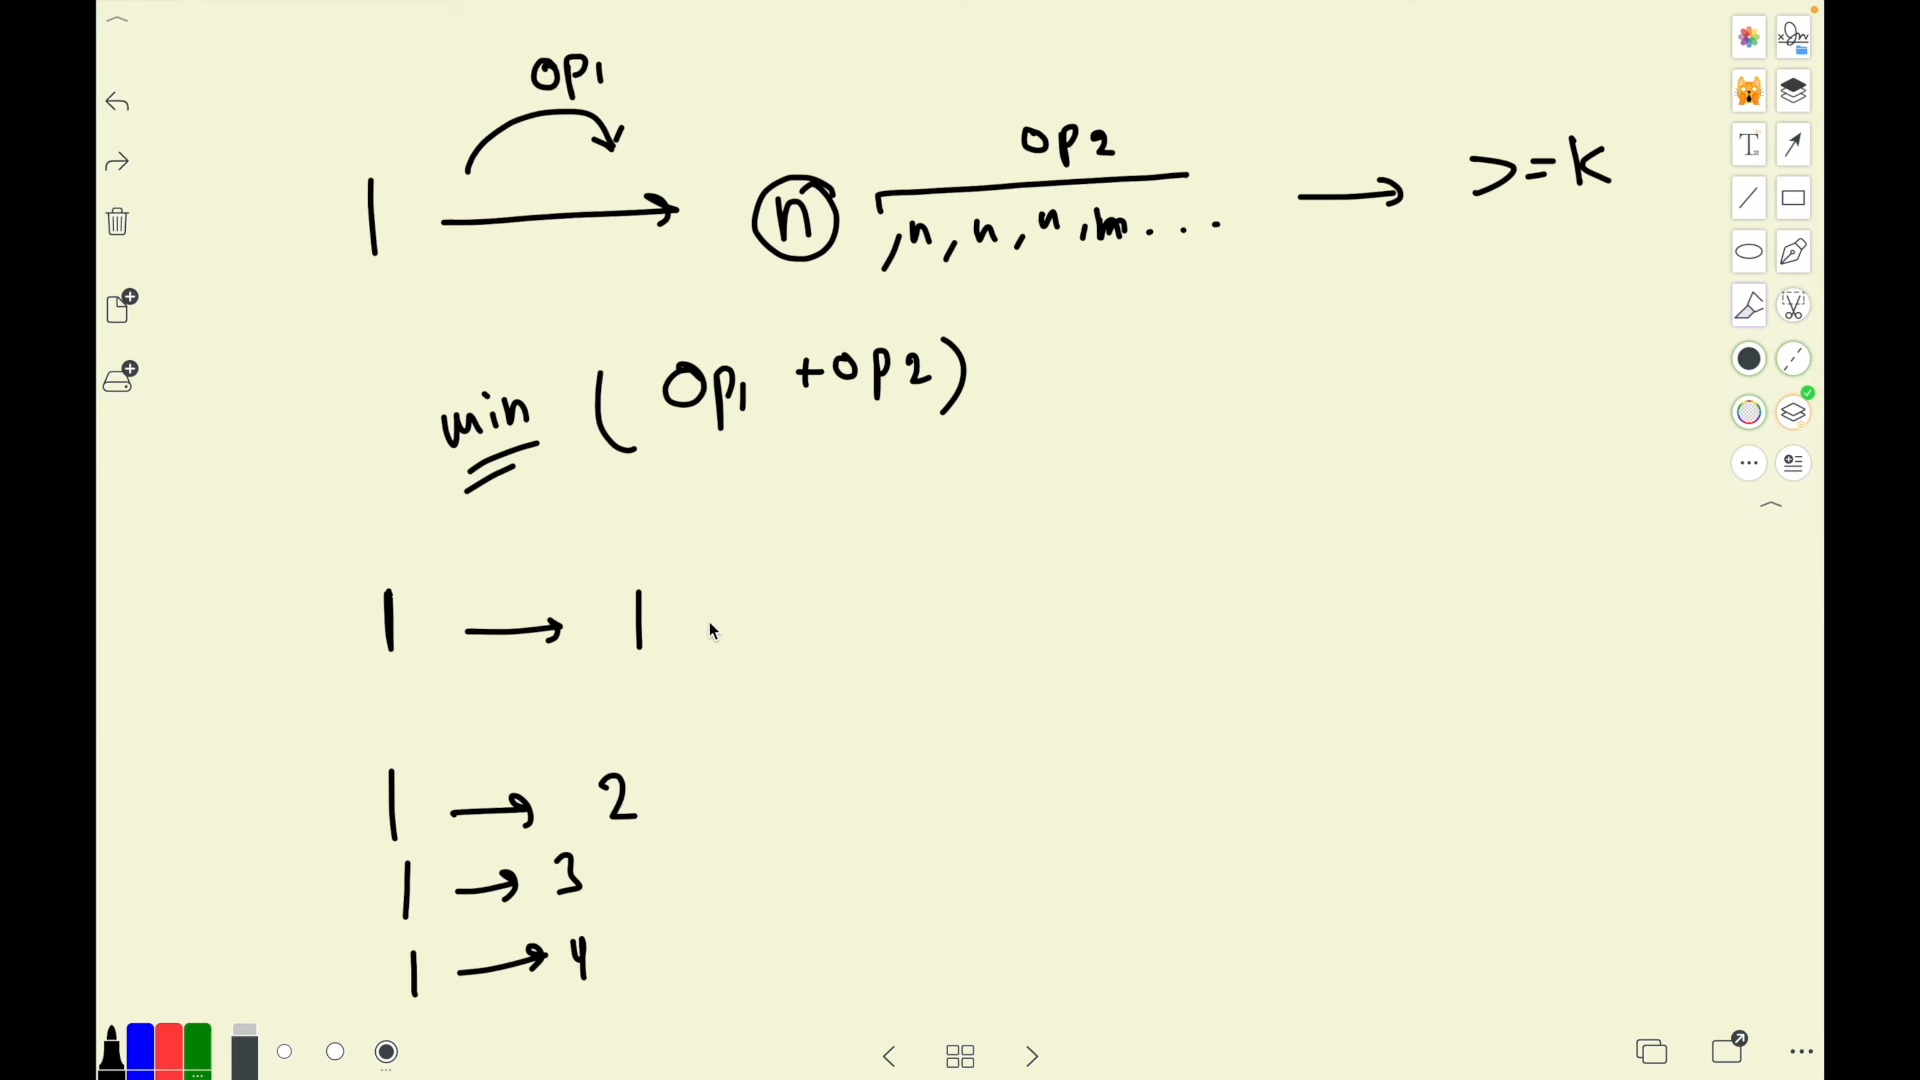 op1
op2
1 → n , n , n , n , n . . . → >= K
min ( op1 + op2 )
1 → 1
1 → 2
1 → 3
1 → 4